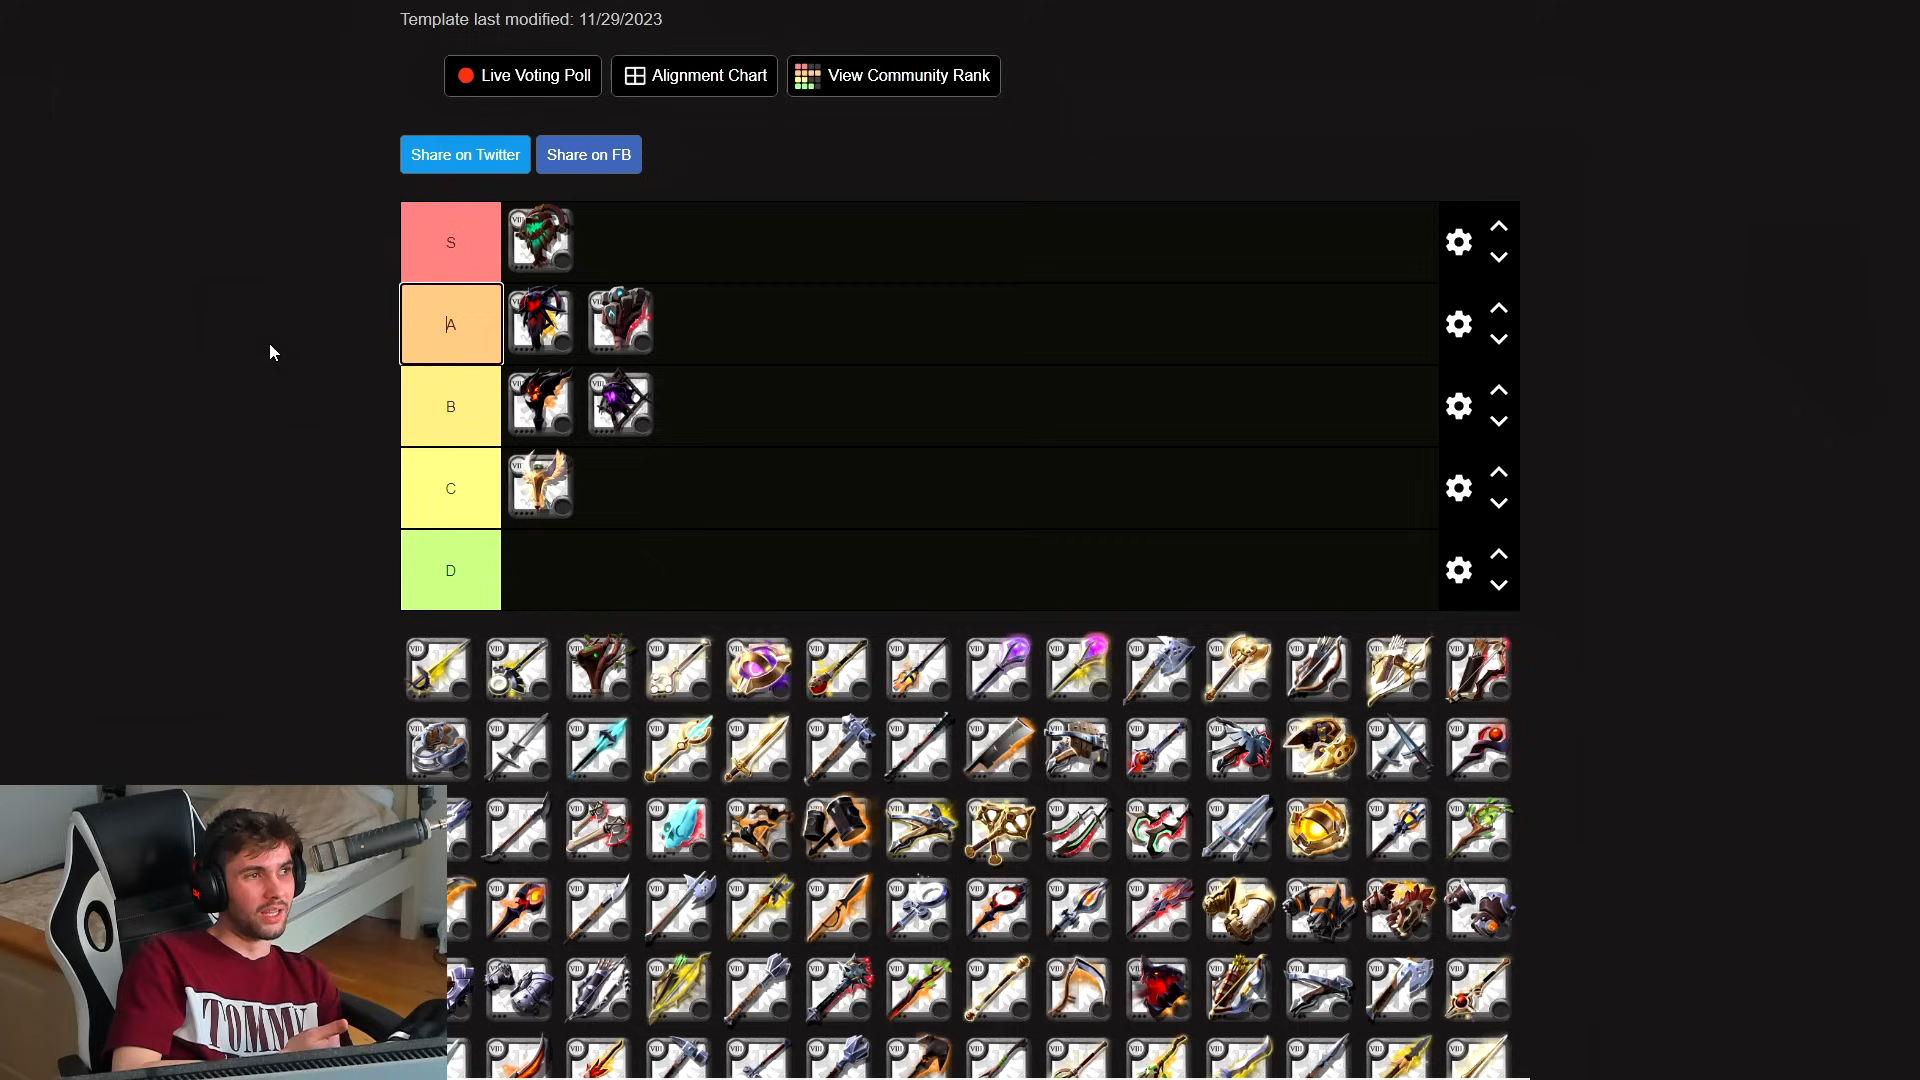 Template last modified: 11/29/2023
Live Voting Poll
Alignment Chart
View Community Rank
Share on Twitter
Share on FB
S
A
B
C
D
TOMMY